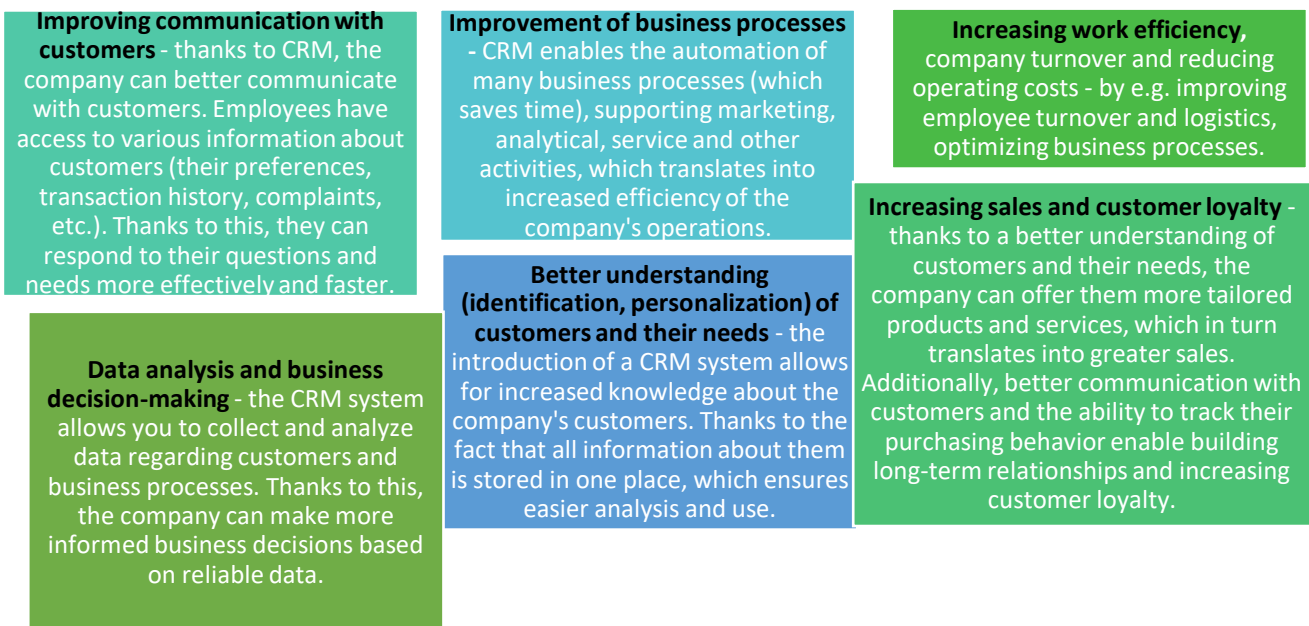 Improving communication with
customers - thanks to CRM, the
company can better communicate
with customers. Employees have
access to various information about
customers (their preferences,
transaction history, complaints,
etc.). Thanks to this, they can
respond to their questions and
needs more effectively and faster.
Improvement of business processes
- CRM enables the automation of
many business processes (which
saves time), supporting marketing,
analytical, service and other
activities, which translates into
increased efficiency of the
company's operations.
Increasing work efficiency,
company turnover and reducing
operating costs - by e.g. improving
employee turnover and logistics,
optimizing business processes.
Data analysis and business
decision-making - the CRM system
allows you to collect and analyze
data regarding customers and
business processes. Thanks to this,
the company can make more
informed business decisions based
on reliable data.
Better understanding
(identification, personalization) of
customers and their needs - the
introduction of a CRM system allows
for increased knowledge about the
company's customers. Thanks to the
fact that all information about them
is stored in one place, which ensures
easier analysis and use.
Increasing sales and customer loyalty -
thanks to a better understanding of
customers and their needs, the
company can offer them more tailored
products and services, which in turn
translates into greater sales.
Additionally, better communication with
customers and the ability to track their
purchasing behavior enable building
long-term relationships and increasing
customer loyalty.